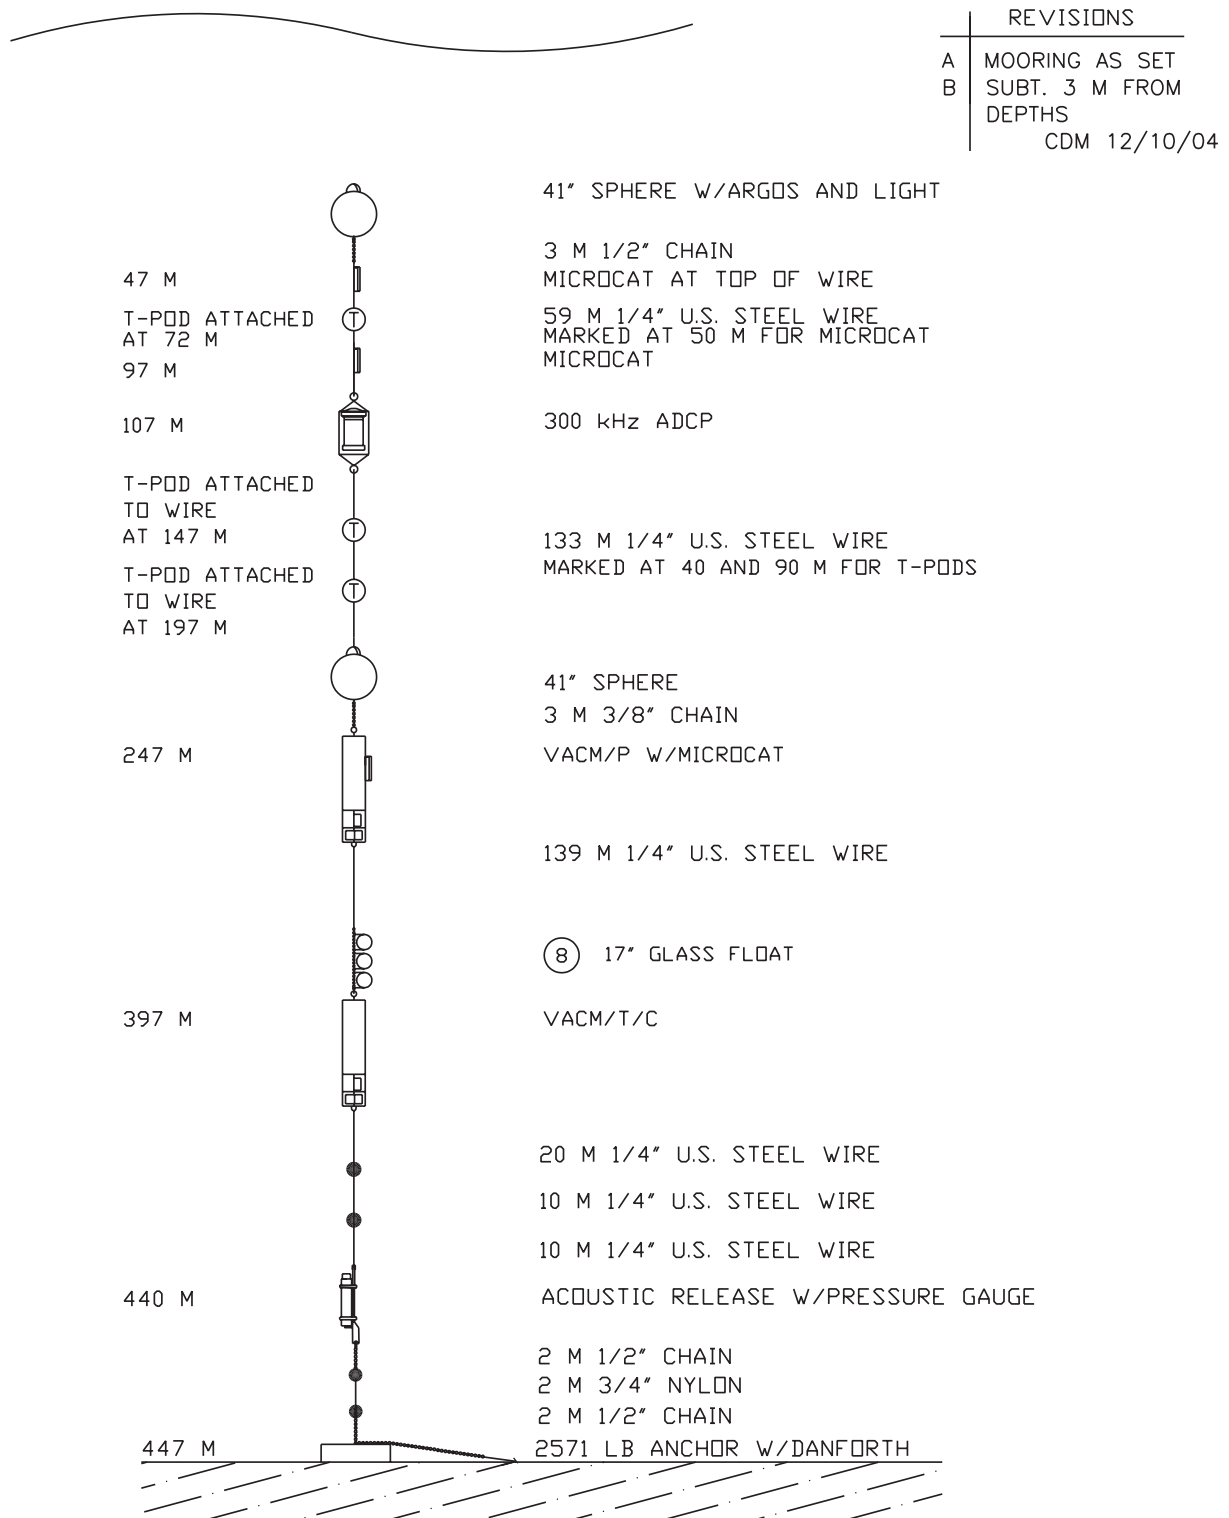 REVISIONS
A MOORING AS SET
B SUBT. 3 M FROM
DEPTHS
CDM 12/10/04
41" SPHERE W/ARGOS AND LIGHT
3 M 1/2" CHAIN
47 M MICROCAT AT TOP OF WIRE
T-POD ATTACHED 59 M 1/4" U.S. STEEL WIRE
AT 72 M MARKED AT 50 M FOR MICROCAT
T
97 M MICROCAT
107 M 300 kHz ADCP
T-POD ATTACHED
TO WIRE
AT 147 M
T
133 M 1/4" U.S. STEEL WIRE
MARKED AT 40 AND 90 M FOR T-PODS
T-POD ATTACHED
TO WIRE
AT 197 M
T
41" SPHERE
3 M 3/8" CHAIN
247 M VACM/P W/MICROCAT
139 M 1/4" U.S. STEEL WIRE
8 17" GLASS FLOAT
397 M VACM/T/C
20 M 1/4" U.S. STEEL WIRE
10 M 1/4" U.S. STEEL WIRE
10 M 1/4" U.S. STEEL WIRE
440 M ACOUSTIC RELEASE W/PRESSURE GAUGE
2 M 1/2" CHAIN
2 M 3/4" NYLON
2 M 1/2" CHAIN
447 M 2571 LB ANCHOR W/DANFORTH